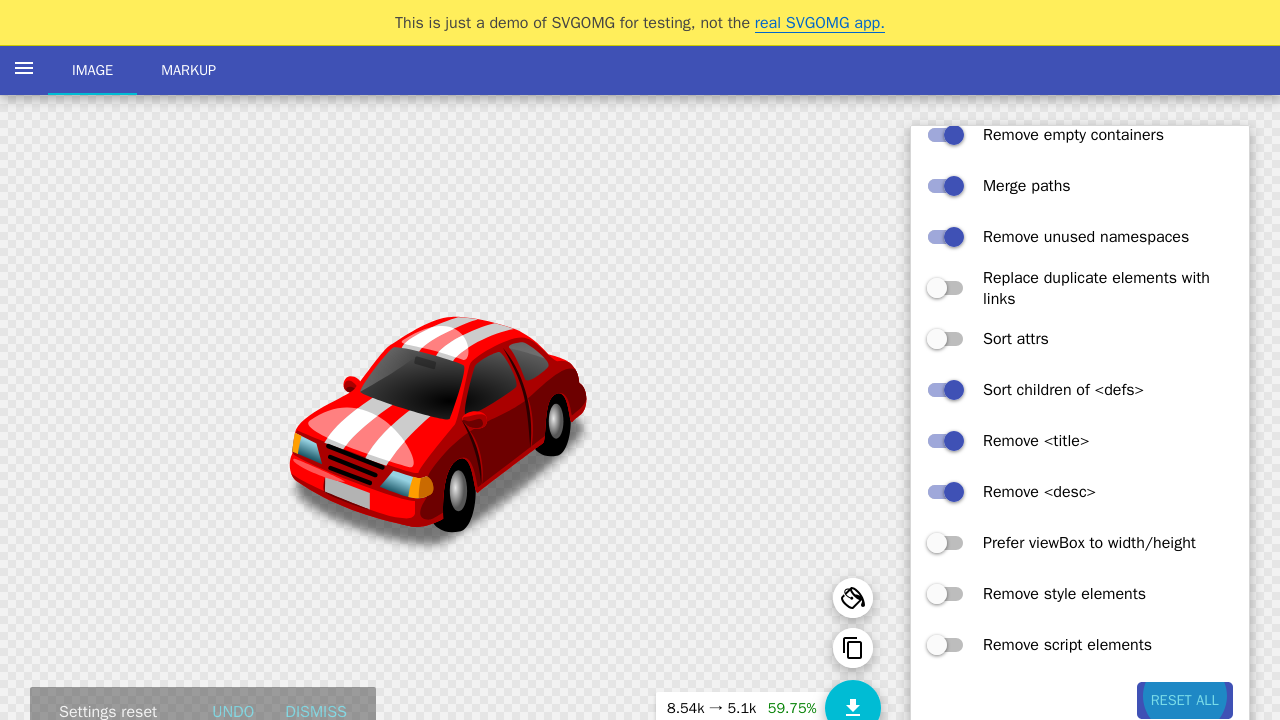 This is just a demo of SVGOMG for testing, not the real SVGOMG app.
IMAGE
MARKUP
Remove empty containers
Merge paths
Remove unused namespaces
Replace duplicate elements with
links
Sort attrs
Sort children of <defs>
Remove <title>
Remove <desc>
Prefer viewBox to width/height
Remove style elements
Remove script elements
RESET ALL
Settings reset
UNDO
DISMISS
8.54k → 5.1k 59.75%